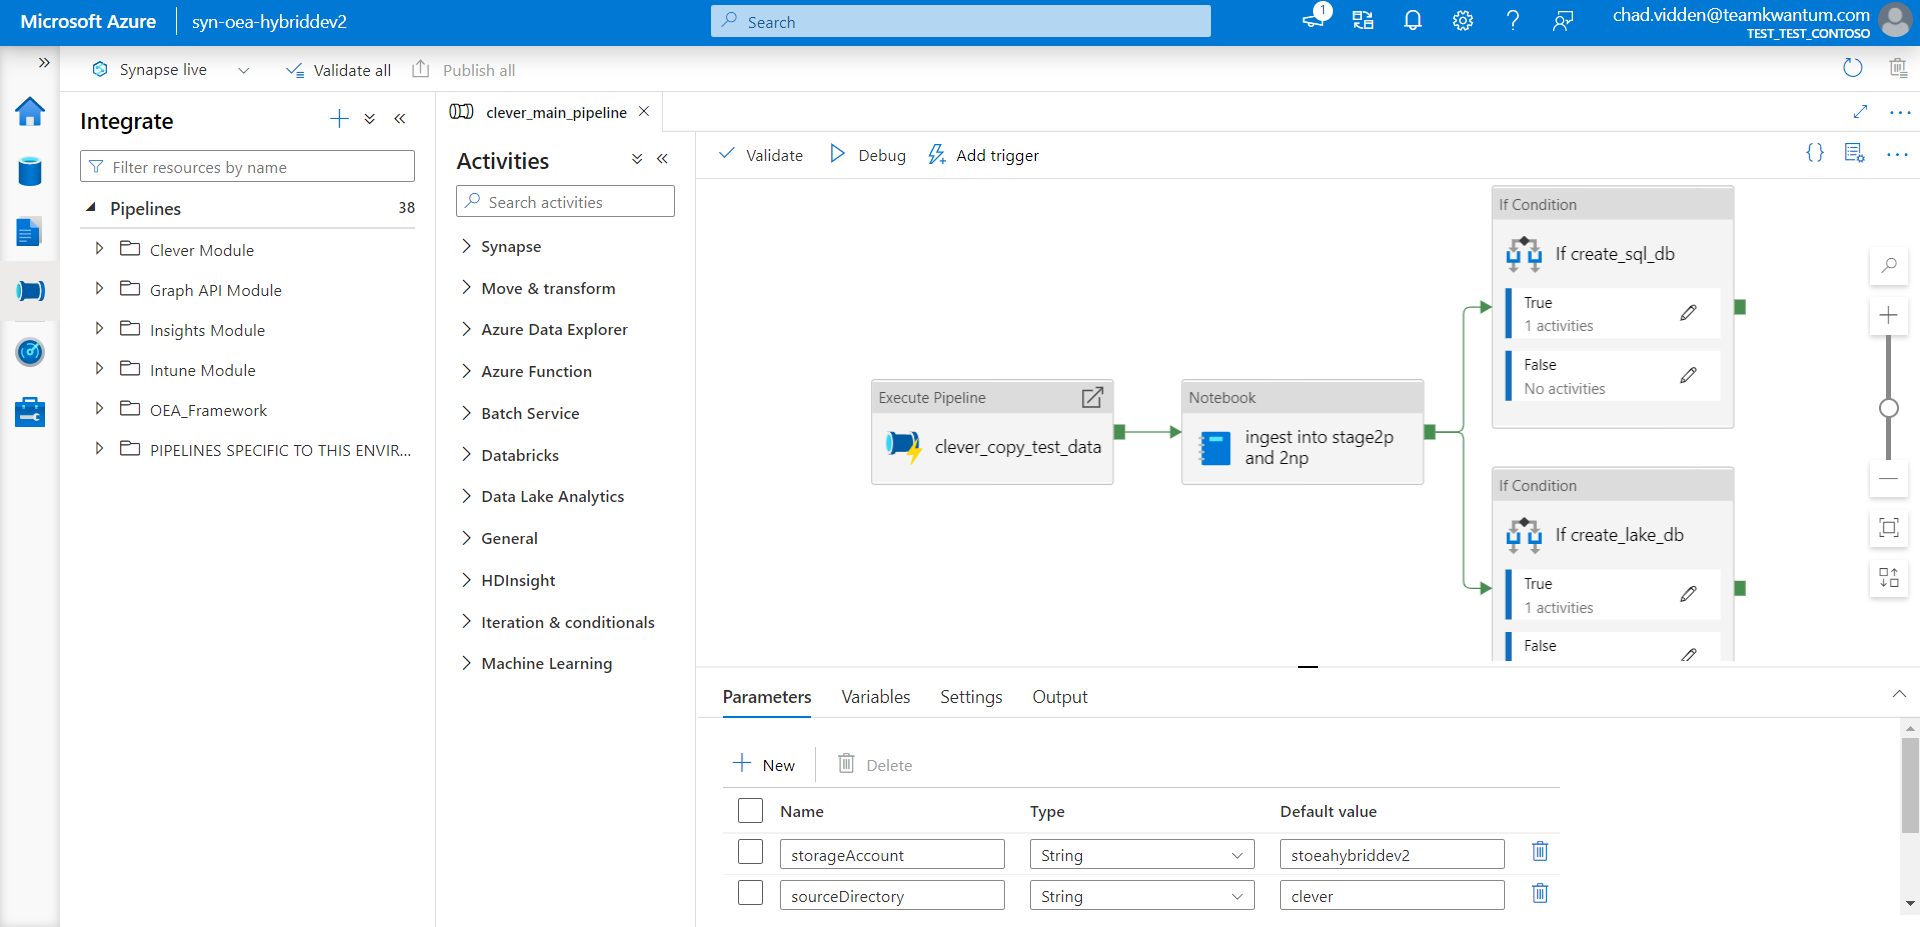 Microsoft Azure
syn-oea-hybriddev2
Search
1
chad.vidden@teamkwantum.com
TEST_TEST_CONTOSO
Synapse live
Validate all
Publish all
Integrate
Filter resources by name
Pipelines
38
Clever Module
Graph API Module
Insights Module
Intune Module
OEA_Framework
PIPELINES SPECIFIC TO THIS ENVIR...
clever_main_pipeline
Activities
Search activities
Synapse
Move & transform
Azure Data Explorer
Azure Function
Batch Service
Databricks
Data Lake Analytics
General
HDInsight
Iteration & conditionals
Machine Learning
Validate
Debug
Add trigger
Execute Pipeline
clever_copy_test_data
Notebook
ingest into stage2p
and 2np
If Condition
If create_sql_db
True
1 activities
False
No activities
If Condition
If create_lake_db
True
1 activities
False
Parameters
Variables
Settings
Output
New
Delete
Name
Type
Default value
storageAccount
String
stoeahybriddev2
sourceDirectory
String
clever